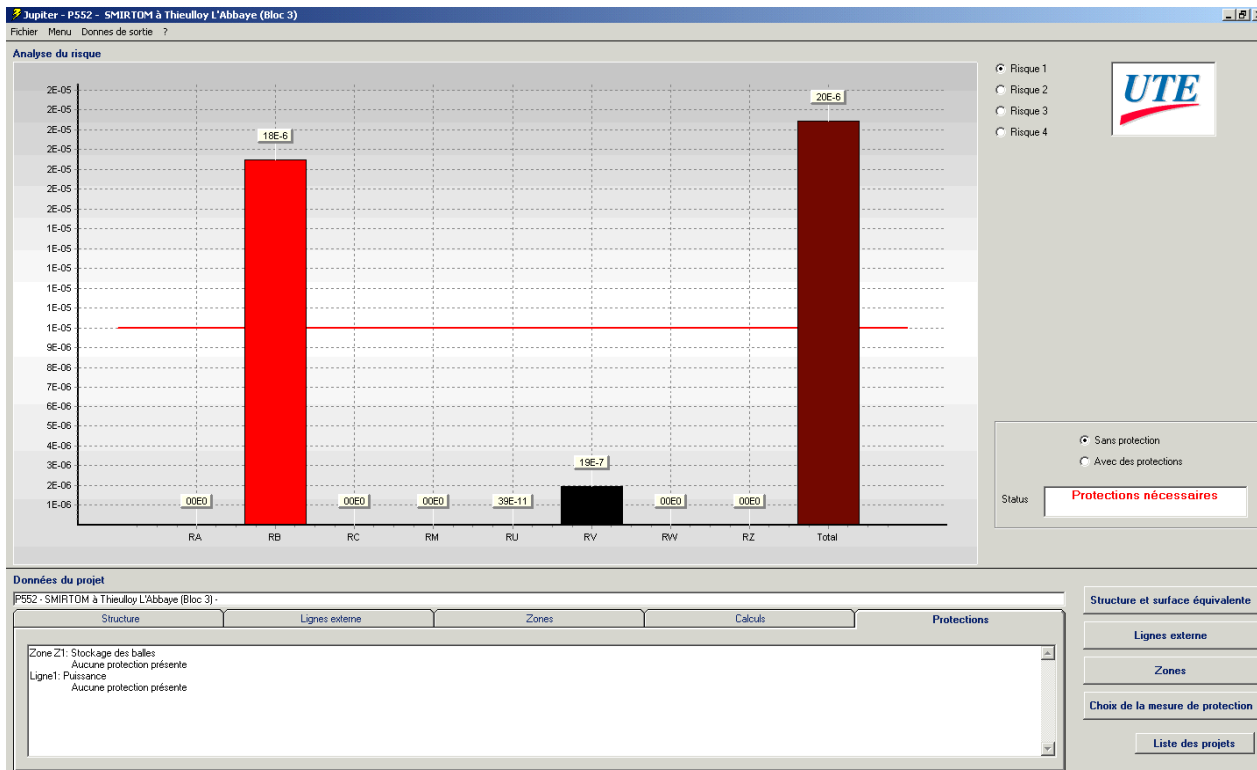 Jupiter - P552 - SMIRTOM à Thieulloy L'Abbaye (Bloc 3)
Fichier Menu Donnes de sortie ?
Analyse du risque
2E-05
2E-05
2E-05
2E-05
2E-05
2E-05
2E-05
1E-05
1E-05
1E-05
1E-05
1E-05
1E-05
9E-06
8E-06
7E-06
6E-06
5E-06
4E-06
3E-06
2E-06
1E-06
00E0
18E-6
00E0
00E0
39E-11
19E-7
00E0
00E0
20E-6
RA RB RC RM RU RV RW RZ Total
Risque 1
Risque 2
Risque 3
Risque 4
UTE
Sans protection
Avec des protections
Status Protections nécessaires
Données du projet
P552 - SMIRTOM à Thieulloy L'Abbaye (Bloc 3) -
Structure Lignes externe Zones Calculs Protections
Zone Z1: Stockage des balles
Aucune protection présente
Ligne1: Puissance
Aucune protection présente
Structure et surface équivalente
Lignes externe
Zones
Choix de la mesure de protection
Liste des projets